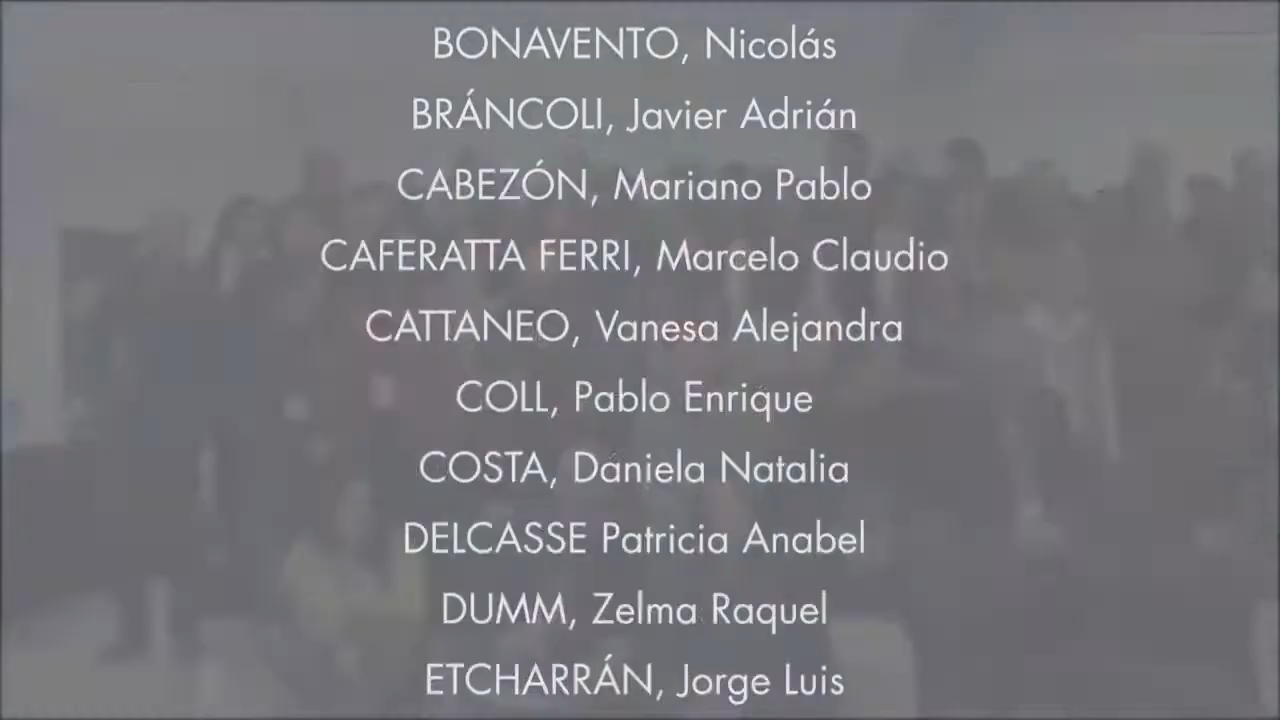 BONAVENTO, Nicolás
BRÁNCOLI, Javier Adrián
CABEZÓN, Mariano Pablo
CAFERATTA FERRI, Marcelo Claudio
CATTANEO, Vanesa Alejandra
COLL, Pablo Enrique
COSTA, Daniela Natalia
DELCASSE Patricia Anabel
DUMM, Zelma Raquel
ETCHARRÁN, Jorge Luis